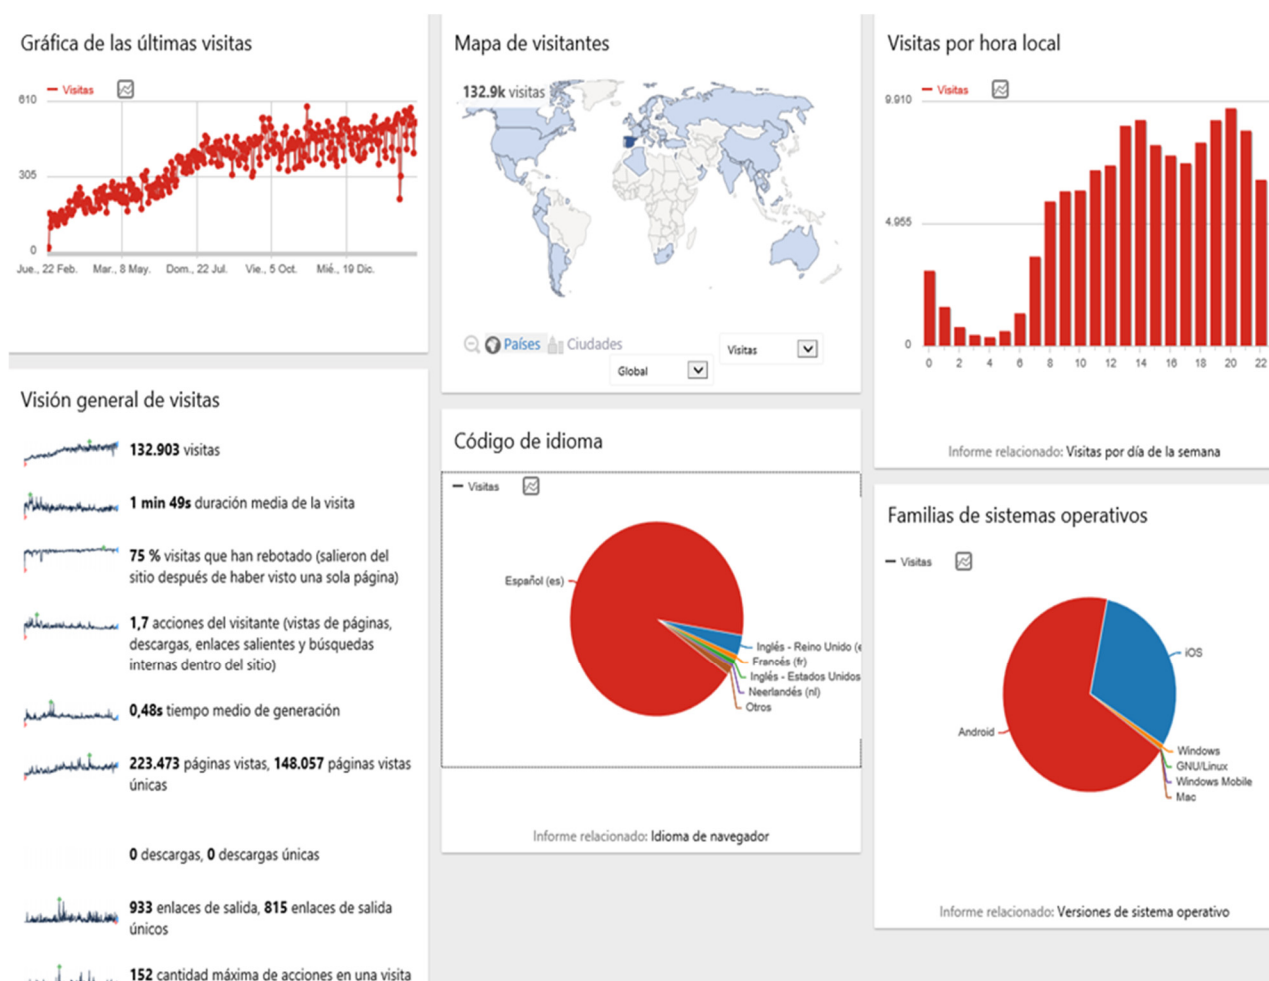 Gráfica de las últimas visitas
Visitas
610
305
0
Jue., 22 Feb.
Mar., 8 May.
Dom., 22 Jul.
Vie., 5 Oct.
Mié., 19 Dic.
Visión general de visitas
132.903 visitas
1 min 49s duración media de la visita
75 % visitas que han rebotado (salieron del
sitio después de haber visto una sola página)
1,7 acciones del visitante (vistas de páginas,
descargas, enlaces salientes y búsquedas
internas dentro del sitio)
0,48s tiempo medio de generación
223.473 páginas vistas, 148.057 páginas vistas
únicas
0 descargas, 0 descargas únicas
933 enlaces de salida, 815 enlaces de salida
únicos
152 cantidad máxima de acciones en una visita
Mapa de visitantes
132.9k visitas
Países
Ciudades
Visitas
Global
Código de idioma
Visitas
Español (es)
Inglés - Reino Unido (e
Francés (fr)
Inglés - Estados Unidos
Neerlandés (nl)
Otros
Informe relacionado: Idioma de navegador
Visitas por hora local
Visitas
9.910
4.955
0
0 2 4 6 8 10 12 14 16 18 20 22
Informe relacionado: Visitas por día de la semana
Familias de sistemas operativos
Visitas
iOS
Android
Windows
GNU/Linux
Windows Mobile
Mac
Informe relacionado: Versiones de sistema operativo